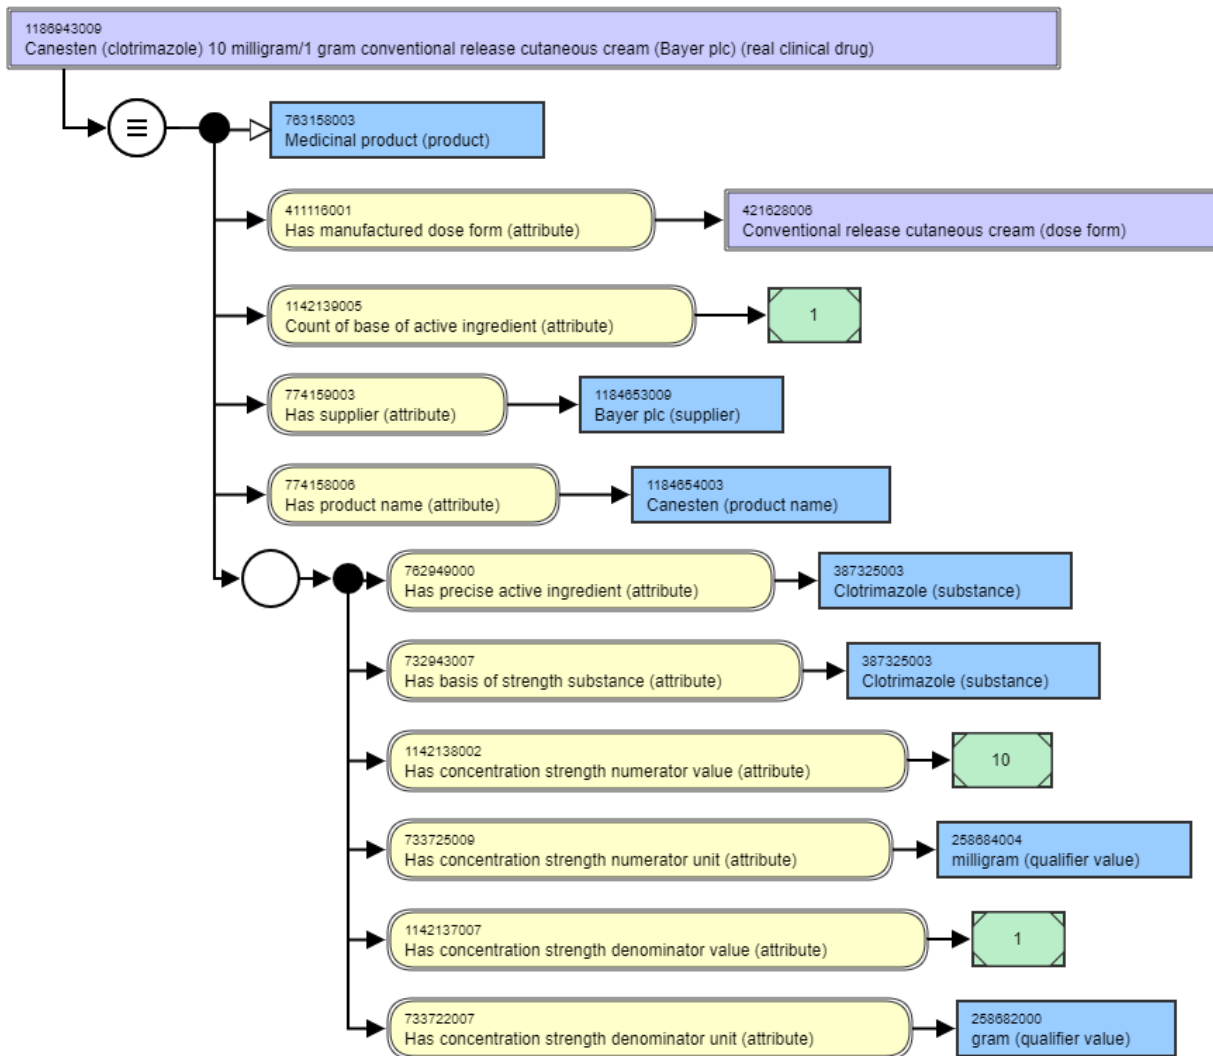 1186943009
Canesten (clotrimazole) 10 milligram/1 gram conventional release cutaneous cream (Bayer plc) (real clinical drug)
763158003
Medicinal product (product)
411116001
Has manufactured dose form (attribute)
421628006
Conventional release cutaneous cream (dose form)
1142139005
Count of base of active ingredient (attribute)
1
774159003
Has supplier (attribute)
1184653009
Bayer plc (supplier)
774158006
Has product name (attribute)
1184654003
Canesten (product name)
762949000
Has precise active ingredient (attribute)
387325003
Clotrimazole (substance)
732943007
Has basis of strength substance (attribute)
387325003
Clotrimazole (substance)
1142138002
Has concentration strength numerator value (attribute)
10
733725009
Has concentration strength numerator unit (attribute)
258684004
milligram (qualifier value)
1142137007
Has concentration strength denominator value (attribute)
1
733722007
Has concentration strength denominator unit (attribute)
258682000
gram (qualifier value)